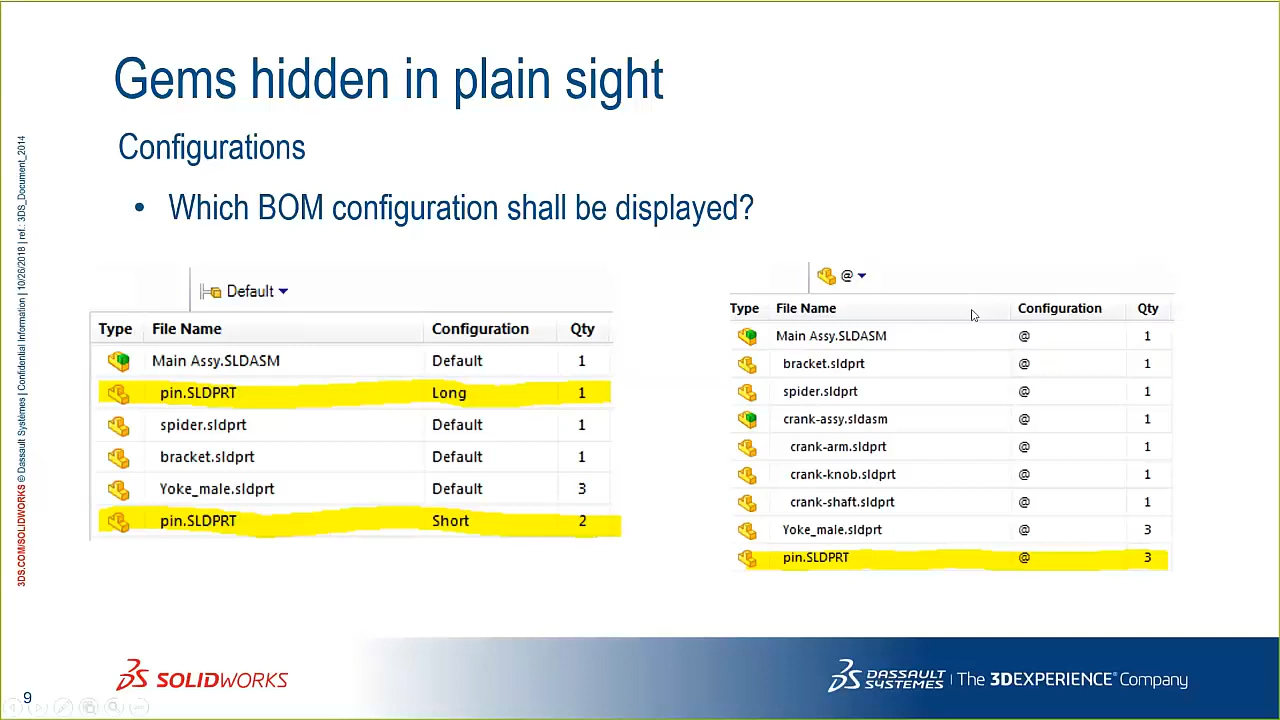 Gems hidden in plain sight
Configurations
• Which BOM configuration shall be displayed?
Default
Type File Name Configuration Qty
Main Assy.SLDASM Default 1
pin.SLDPRT Long 1
spider.sldprt Default 1
bracket.sldprt Default 1
Yoke_male.sldprt Default 3
pin.SLDPRT Short 2
@
Type File Name Configuration Qty
Main Assy.SLDASM @ 1
bracket.sldprt @ 1
spider.sldprt @ 1
crank-assy.sldasm @ 1
crank-arm.sldprt @ 1
crank-knob.sldprt @ 1
crank-shaft.sldprt @ 1
Yoke_male.sldprt @ 3
pin.SLDPRT @ 3
3DS.COM/SOLIDWORKS © Dassault Systèmes | Confidential Information | 10/26/2018 | ref.: 3DS_Document_2014
9
SOLIDWORKS
DASSAULT SYSTEMES | The 3DEXPERIENCE® Company